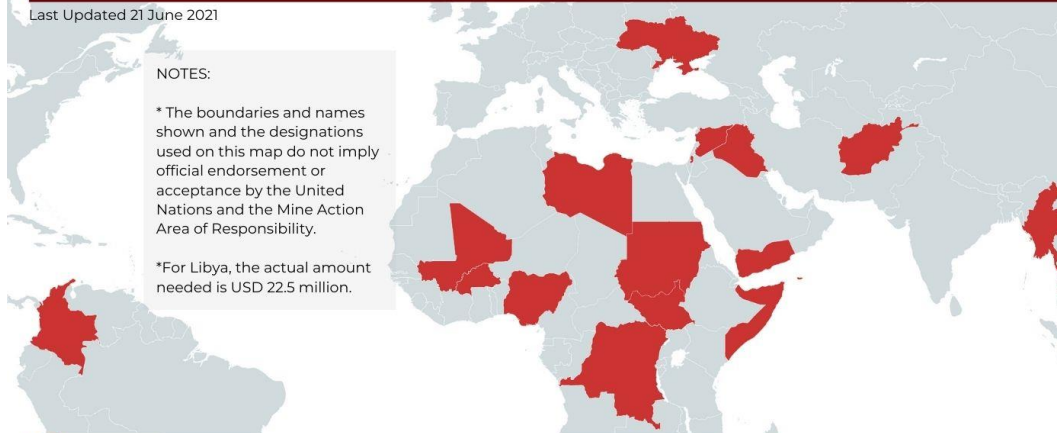 Last Updated 21 June 2021
NOTES:
* The boundaries and names
shown and the designations
used on this map do not imply
official endorsement or
acceptance by the United
Nations and the Mine Action
Area of Responsibility.
*For Libya, the actual amount
needed is USD 22.5 million.